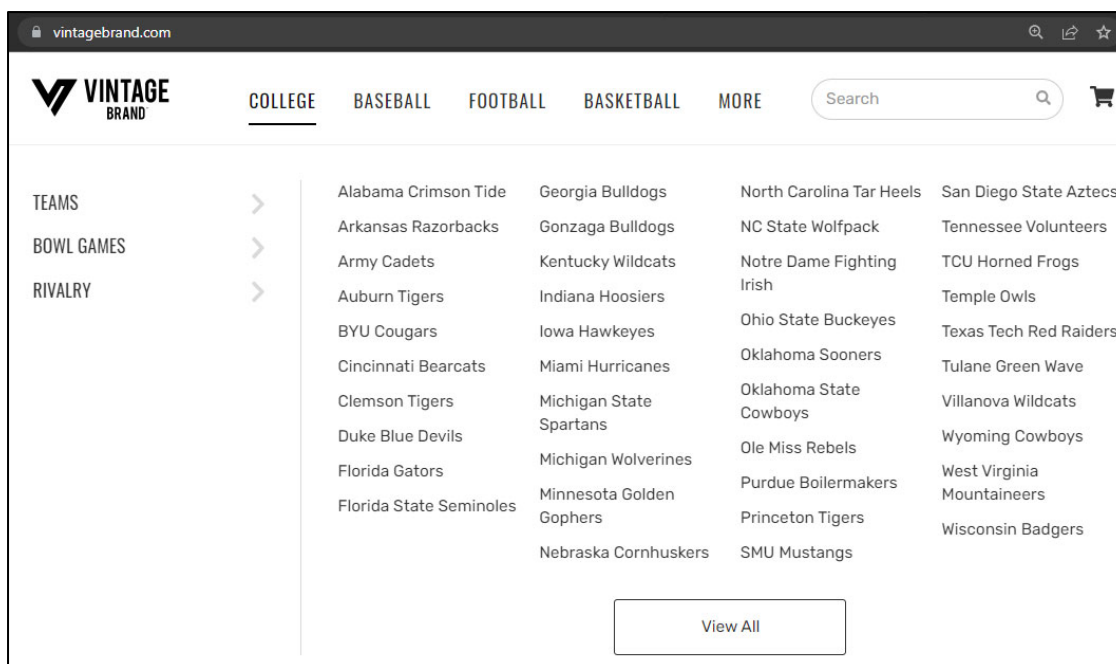 vintagebrand.com
VINTAGE
BRAND
COLLEGE BASEBALL FOOTBALL BASKETBALL MORE
Search
TEAMS
BOWL GAMES
RIVALRY
Alabama Crimson Tide
Arkansas Razorbacks
Army Cadets
Auburn Tigers
BYU Cougars
Cincinnati Bearcats
Clemson Tigers
Duke Blue Devils
Florida Gators
Florida State Seminoles
Georgia Bulldogs
Gonzaga Bulldogs
Kentucky Wildcats
Indiana Hoosiers
Iowa Hawkeyes
Miami Hurricanes
Michigan State
Spartans
Michigan Wolverines
Minnesota Golden
Gophers
Nebraska Cornhuskers
North Carolina Tar Heels
NC State Wolfpack
Notre Dame Fighting
Irish
Ohio State Buckeyes
Oklahoma Sooners
Oklahoma State
Cowboys
Ole Miss Rebels
Purdue Boilermakers
Princeton Tigers
SMU Mustangs
San Diego State Aztecs
Tennessee Volunteers
TCU Horned Frogs
Temple Owls
Texas Tech Red Raiders
Tulane Green Wave
Villanova Wildcats
Wyoming Cowboys
West Virginia
Mountaineers
Wisconsin Badgers
View All